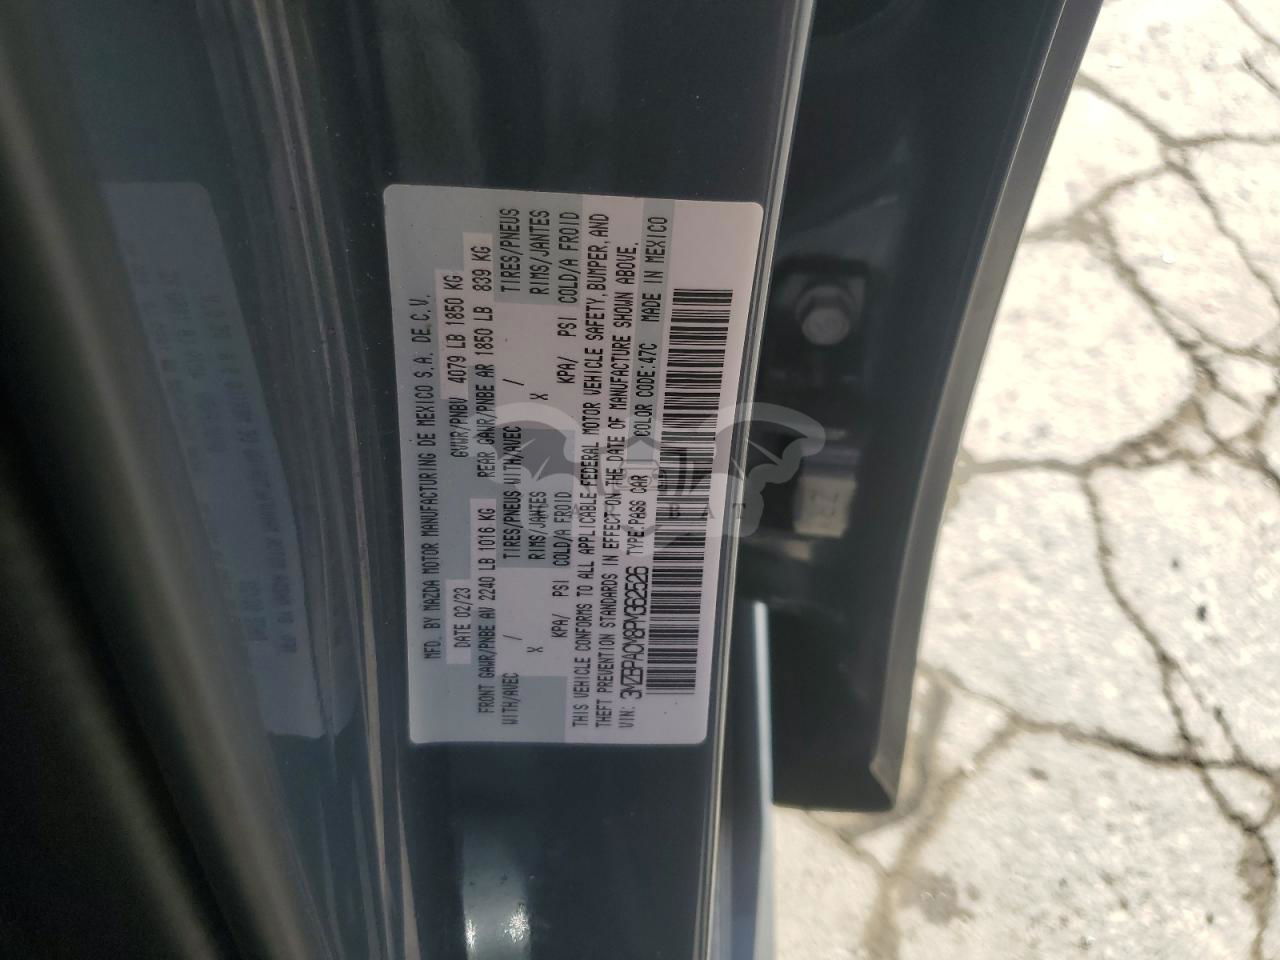 MFD. BY MAZDA MOTOR MANUFACTURING DE MEXICO S.A. DE C.V.
DATE 02/23 GVWR/PNBV 4079 LB 1850 KG
FRONT GAWR/PNBE AV 2240 LB 1016 KG REAR GAWR/PNBE AR 1850 LB 839 KG
WITH/AVEC / TIRES/PNEUS WITH/AVEC / TIRES/PNEUS
X RIMS/JANTES X RIMS/JANTES
KPA/ PSI COLD/A FROID KPA/ PSI COLD/A FROID
THIS VEHICLE CONFORMS TO ALL APPLICABLE FEDERAL MOTOR VEHICLE SAFETY, BUMPER, AND
THEFT PREVENTION STANDARDS IN EFFECT ON THE DATE OF MANUFACTURE SHOWN ABOVE.
VIN: 3MZBPACM8PM362526 TYPE: PASS CAR COLOR CODE: 47C MADE IN MEXICO